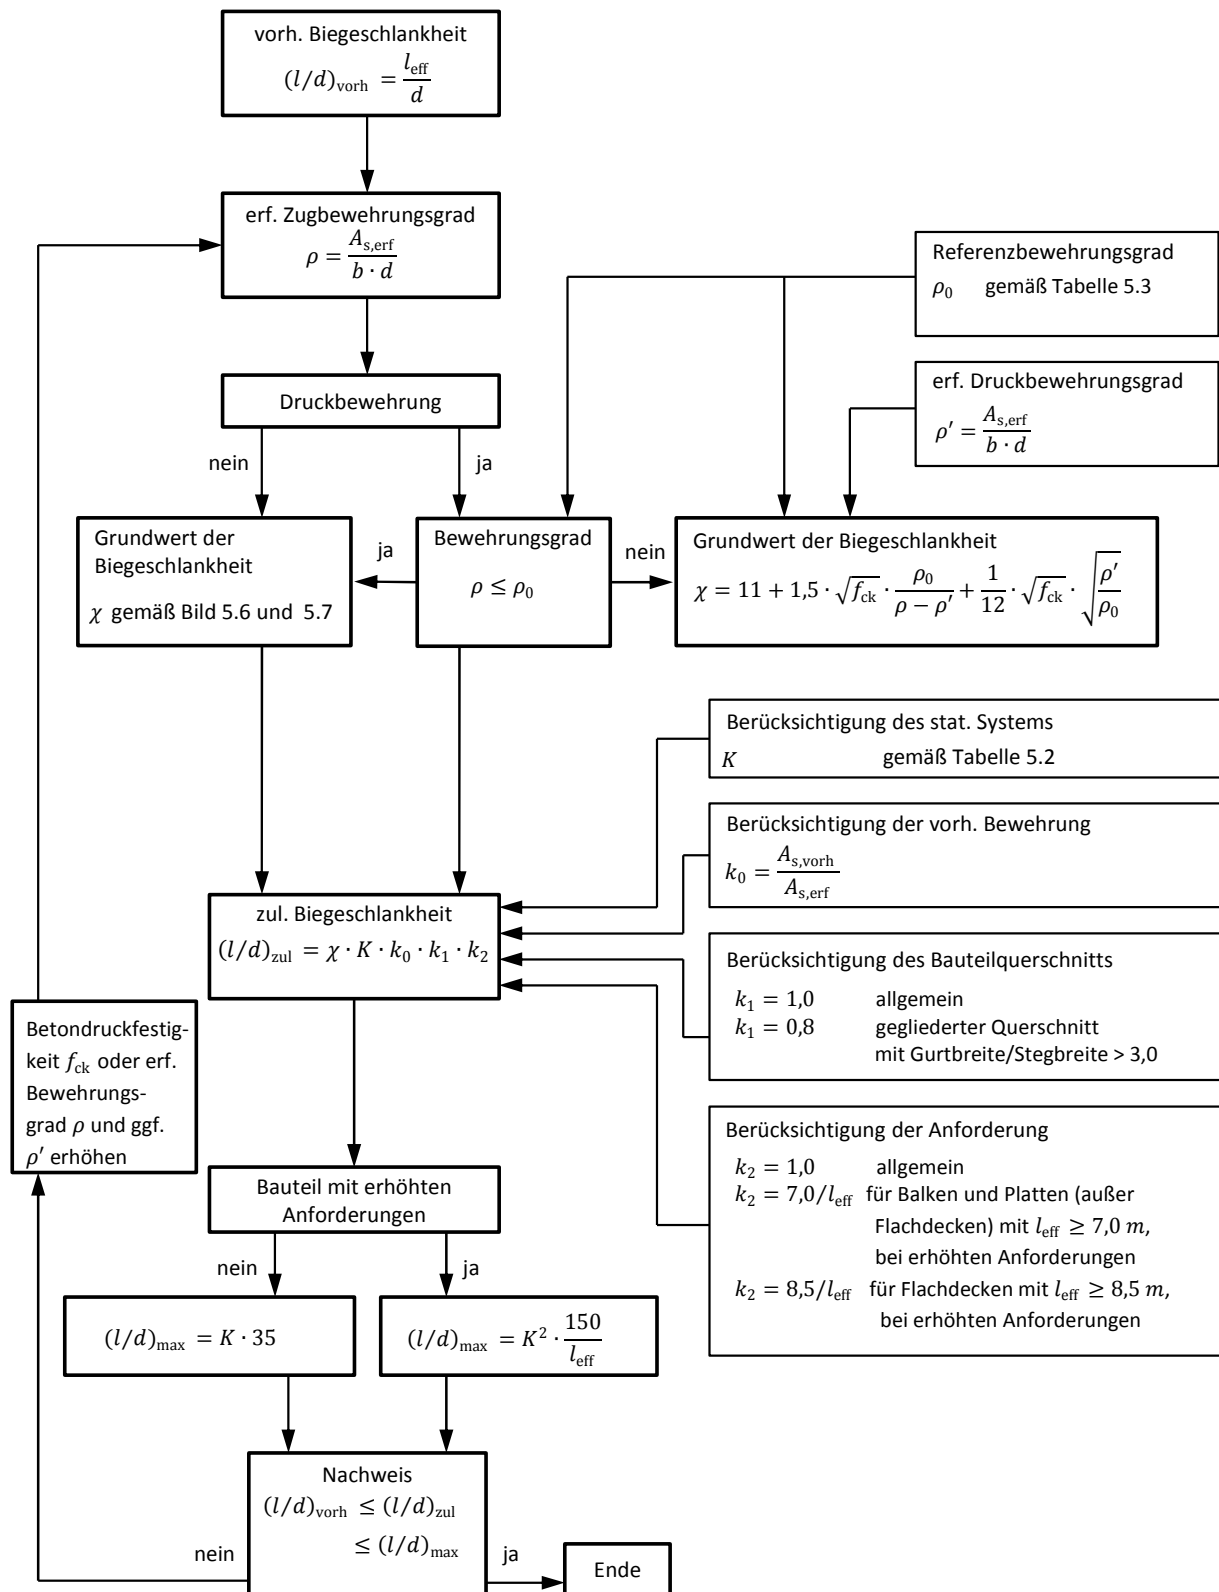 vorh. Biegeschlankheit
(l/d)vorh = leff/d
erf. Zugbewehrungsgrad
ρ = As,erf/(b · d)
Referenzbewehrungsgrad
ρ0 gemäß Tabelle 5.3
erf. Druckbewehrungsgrad
ρ′ = As,erf/(b · d)
Druckbewehrung
nein
ja
Grundwert der
Biegeschlankheit
χ gemäß Bild 5.6 und 5.7
ja
Bewehrungsgrad
ρ ≤ ρ0
nein
Grundwert der Biegeschlankheit
χ = 11 + 1,5 · √fck · ρ0/(ρ − ρ′) + 1/12 · √fck · √(ρ′/ρ0)
Berücksichtigung des stat. Systems
K gemäß Tabelle 5.2
Berücksichtigung der vorh. Bewehrung
k0 = As,vorh/As,erf
zul. Biegeschlankheit
(l/d)zul = χ · K · k0 · k1 · k2
Berücksichtigung des Bauteilquerschnitts
k1 = 1,0 allgemein
k1 = 0,8 gegliederter Querschnitt
mit Gurtbreite/Stegbreite > 3,0
Betondruckfestig-
keit fck oder erf.
Bewehrungs-
grad ρ und ggf.
ρ′ erhöhen
Berücksichtigung der Anforderung
k2 = 1,0 allgemein
k2 = 7,0/leff für Balken und Platten (außer
Flachdecken) mit leff ≥ 7,0 m,
bei erhöhten Anforderungen
k2 = 8,5/leff für Flachdecken mit leff ≥ 8,5 m,
bei erhöhten Anforderungen
Bauteil mit erhöhten
Anforderungen
nein
ja
(l/d)max = K · 35
(l/d)max = K² · 150/leff
Nachweis
(l/d)vorh ≤ (l/d)zul
≤ (l/d)max
nein
ja
Ende